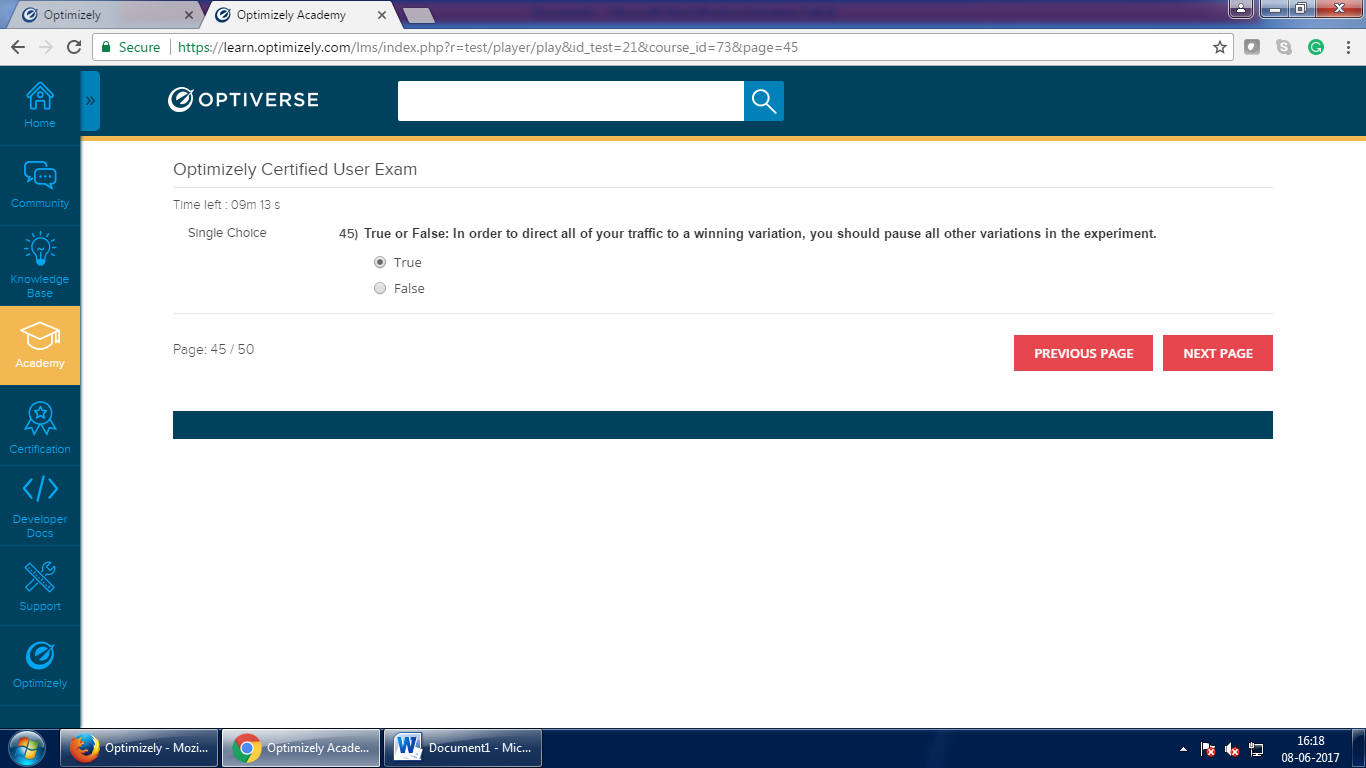 Optimizely
Optimizely Academy
Secure
https://learn.optimizely.com/lms/index.php?r=test/player/play&id_test=21&course_id=73&page=45
Home
»
OPTIVERSE
Community
Knowledge
Base
Academy
Certification
Developer
Docs
Support
Optimizely
Optimizely Certified User Exam
Time left : 09m 13 s
Single Choice
45) True or False: In order to direct all of your traffic to a winning variation, you should pause all other variations in the experiment.
True
False
Page: 45 / 50
PREVIOUS PAGE
NEXT PAGE
Optimizely - Mozi...
Optimizely Acade...
Document1 - Mic...
16:18
08-06-2017